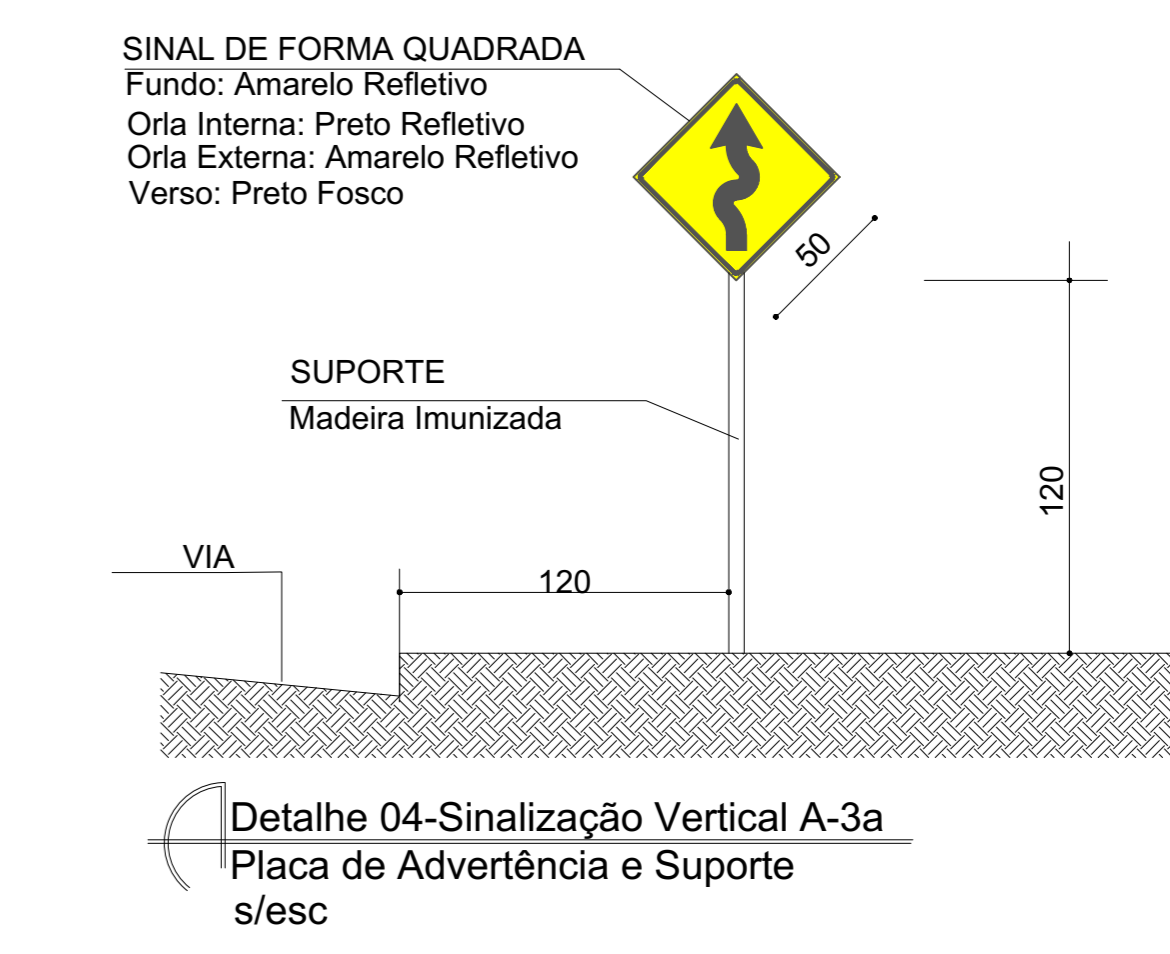 SINAL DE FORMA QUADRADA
Fundo: Amarelo Refletivo
Orla Interna: Preto Refletivo
Orla Externa: Amarelo Refletivo
Verso: Preto Fosco
50
SUPORTE
Madeira Imunizada
120
VIA
120
Detalhe 04-Sinalização Vertical A-3a
Placa de Advertência e Suporte
s/esc